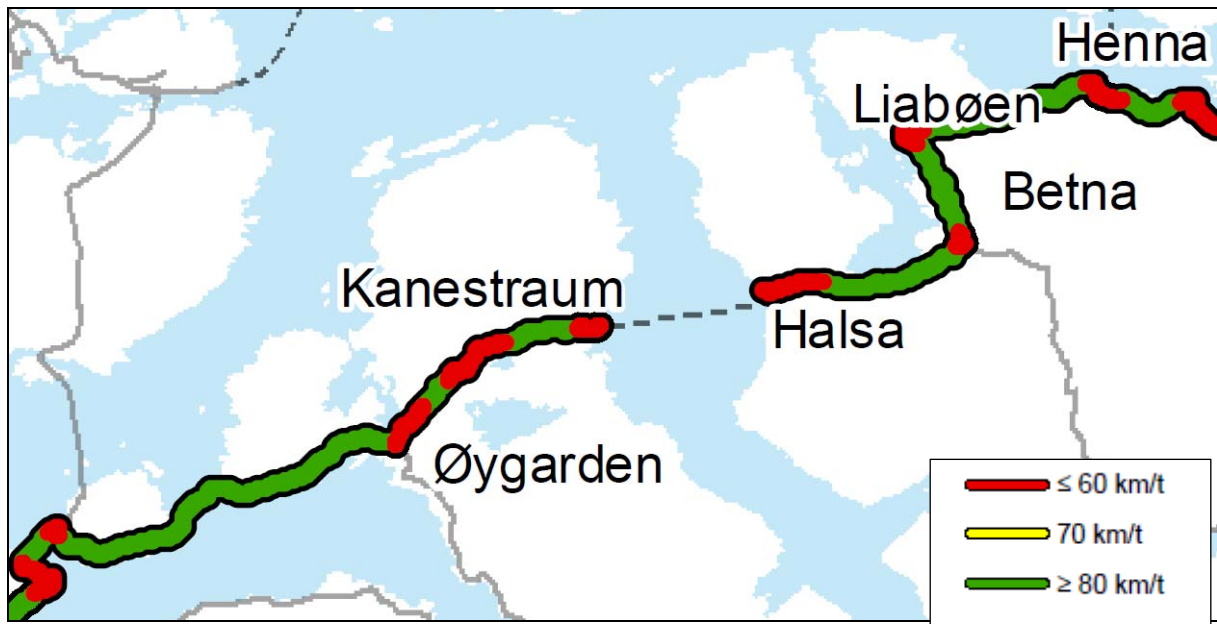 Henna
Liabøen
Betna
Kanestraum
Halsa
Øygarden
≤ 60 km/t
70 km/t
≥ 80 km/t